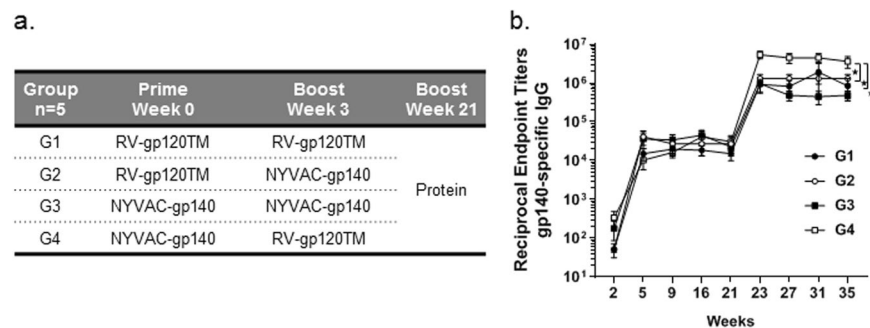 a.
Group Prime Boost Boost
n=5 Week 0 Week 3 Week 21
G1 RV-gp120TM RV-gp120TM
G2 RV-gp120TM NYVAC-gp140
Protein
G3 NYVAC-gp140 NYVAC-gp140
G4 NYVAC-gp140 RV-gp120TM
b.
Reciprocal Endpoint Titers
gp140-specific IgG
10⁷
10⁶
10⁵
10⁴
10³
10²
10¹
2 5 9 16 21 23 27 31 35
Weeks
G1
G2
G3
G4
*
*